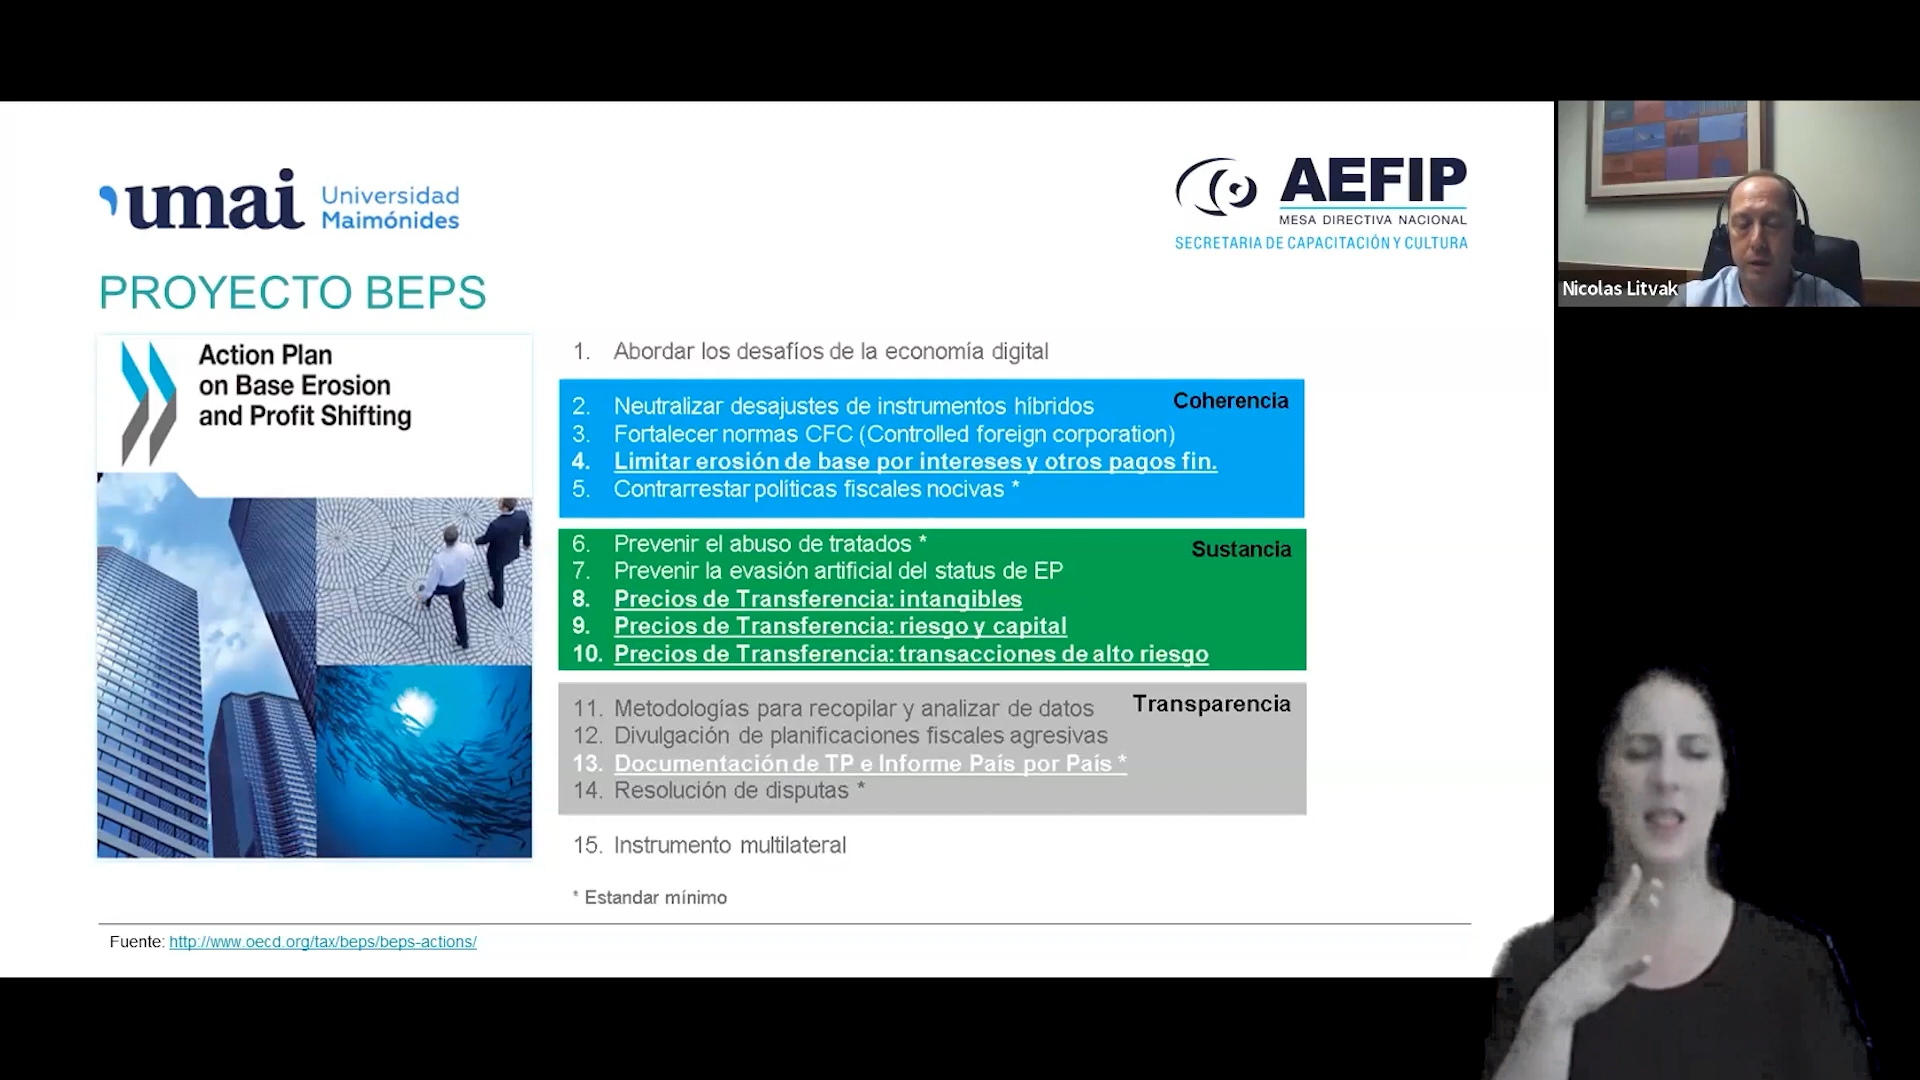 umai Universidad Maimónides
AEFIP
MESA DIRECTIVA NACIONAL
SECRETARIA DE CAPACITACIÓN Y CULTURA
Nicolas Litvak
PROYECTO BEPS
Action Plan
on Base Erosion
and Profit Shifting
1. Abordar los desafíos de la economía digital
Coherencia
2. Neutralizar desajustes de instrumentos híbridos
3. Fortalecer normas CFC (Controlled foreign corporation)
4. Limitar erosión de base por intereses y otros pagos fin.
5. Contrarrestar políticas fiscales nocivas *
Sustancia
6. Prevenir el abuso de tratados *
7. Prevenir la evasión artificial del status de EP
8. Precios de Transferencia: intangibles
9. Precios de Transferencia: riesgo y capital
10. Precios de Transferencia: transacciones de alto riesgo
Transparencia
11. Metodologías para recopilar y analizar de datos
12. Divulgación de planificaciones fiscales agresivas
13. Documentación de TP e Informe País por País *
14. Resolución de disputas *
15. Instrumento multilateral
* Estandar mínimo
Fuente: http://www.oecd.org/tax/beps/beps-actions/